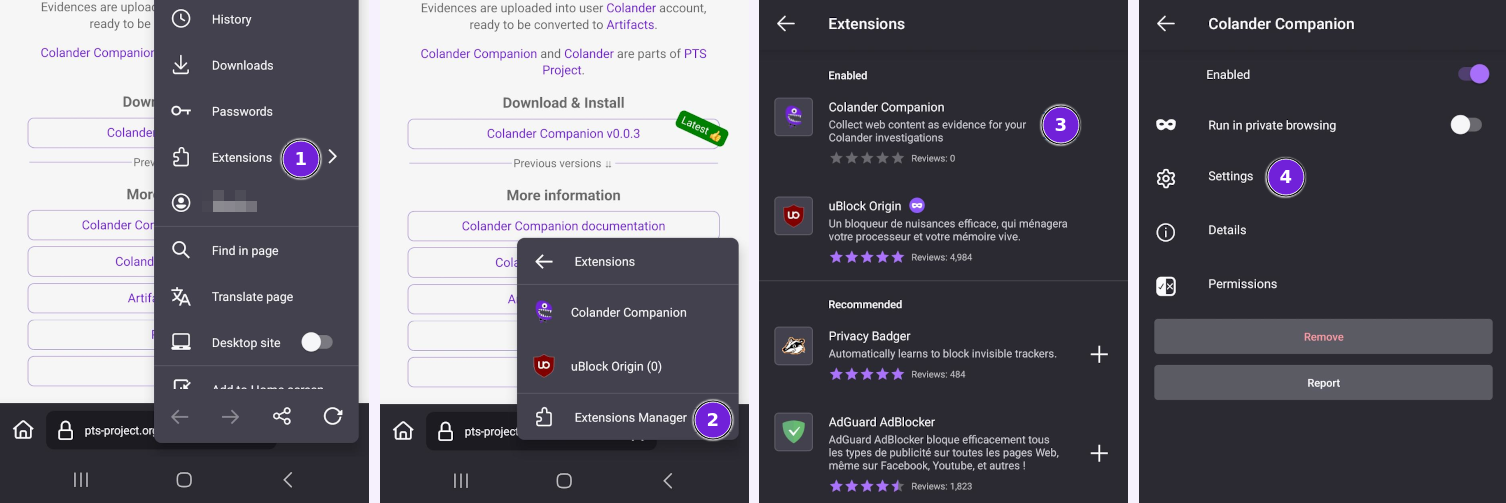 Evidences are uploa
ready to be
Colander Companion
Down
Colander
Prev
More
Colander Com
Coland
Artifa
pts-project.org
History
Downloads
Passwords
Extensions
1
Find in page
Translate page
Desktop site
Add to Home screen
Evidences are uploaded into user Colander account,
ready to be converted to Artifacts.
Colander Companion and Colander are parts of PTS
Project.
Download & Install
Colander Companion v0.0.3
Latest 👍
Previous versions ⇊
More information
Colander Companion documentation
Cola
A
pts-project
Extensions
Colander Companion
uBlock Origin (0)
Extensions Manager
2
Extensions
Enabled
Colander Companion
Collect web content as evidence for your
Colander investigations
Reviews: 0
3
uBlock Origin
Un bloqueur de nuisances efficace, qui ménagera
votre processeur et votre mémoire vive.
Reviews: 4,984
Recommended
Privacy Badger
Automatically learns to block invisible trackers.
Reviews: 484
AdGuard AdBlocker
AdGuard AdBlocker bloque efficacement tous
les types de publicité sur toutes les pages Web,
même sur Facebook, Youtube, et autres !
Reviews: 1,823
Colander Companion
Enabled
Run in private browsing
Settings
4
Details
Permissions
Remove
Report